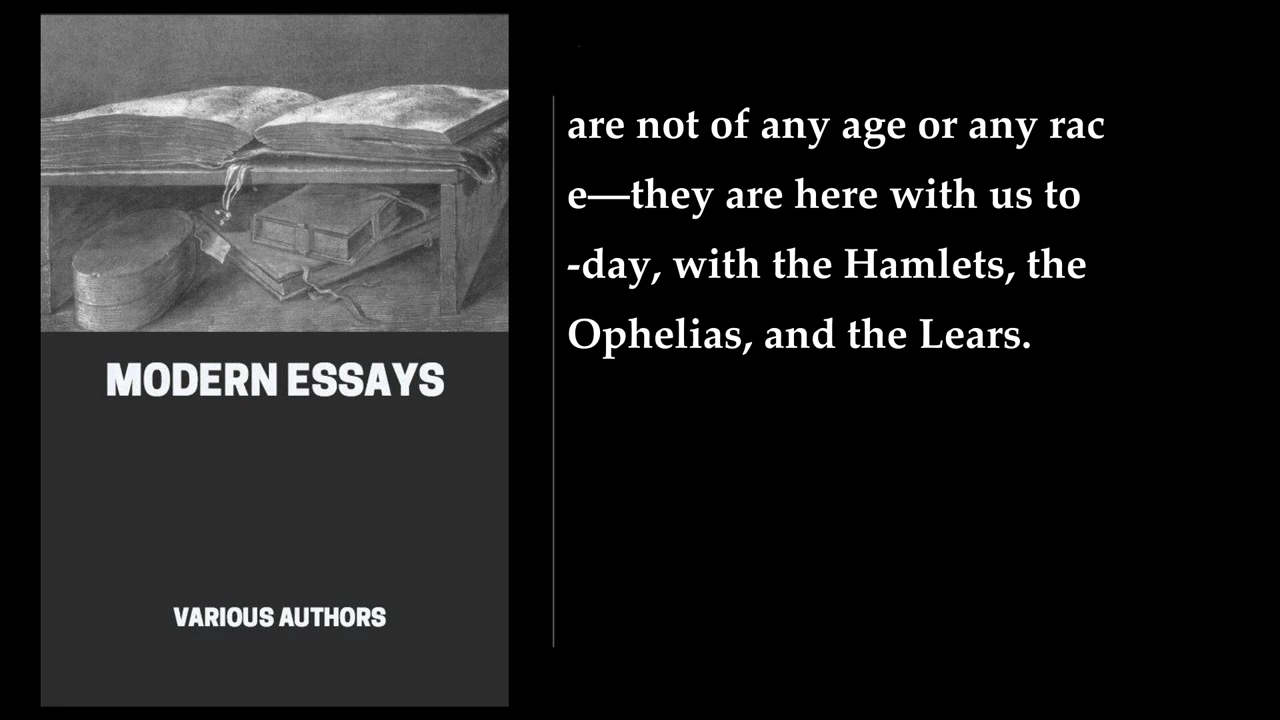 MODERN ESSAYS
VARIOUS AUTHORS
are not of any age or any rac
e—they are here with us to
-day, with the Hamlets, the
Ophelias, and the Lears.